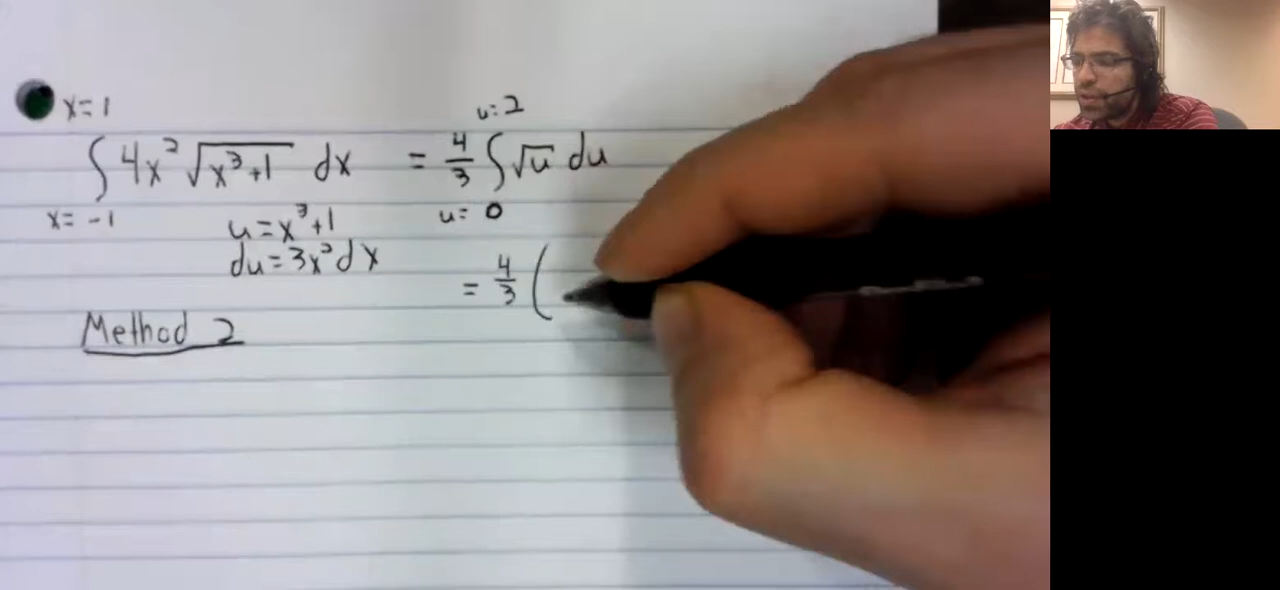 x=1
u=2
∫ 4x² √(x³+1) dx = 4/3 ∫ √u du
x=-1
u=0
u=x³+1
du=3x²dx
= 4/3 (
Method 2